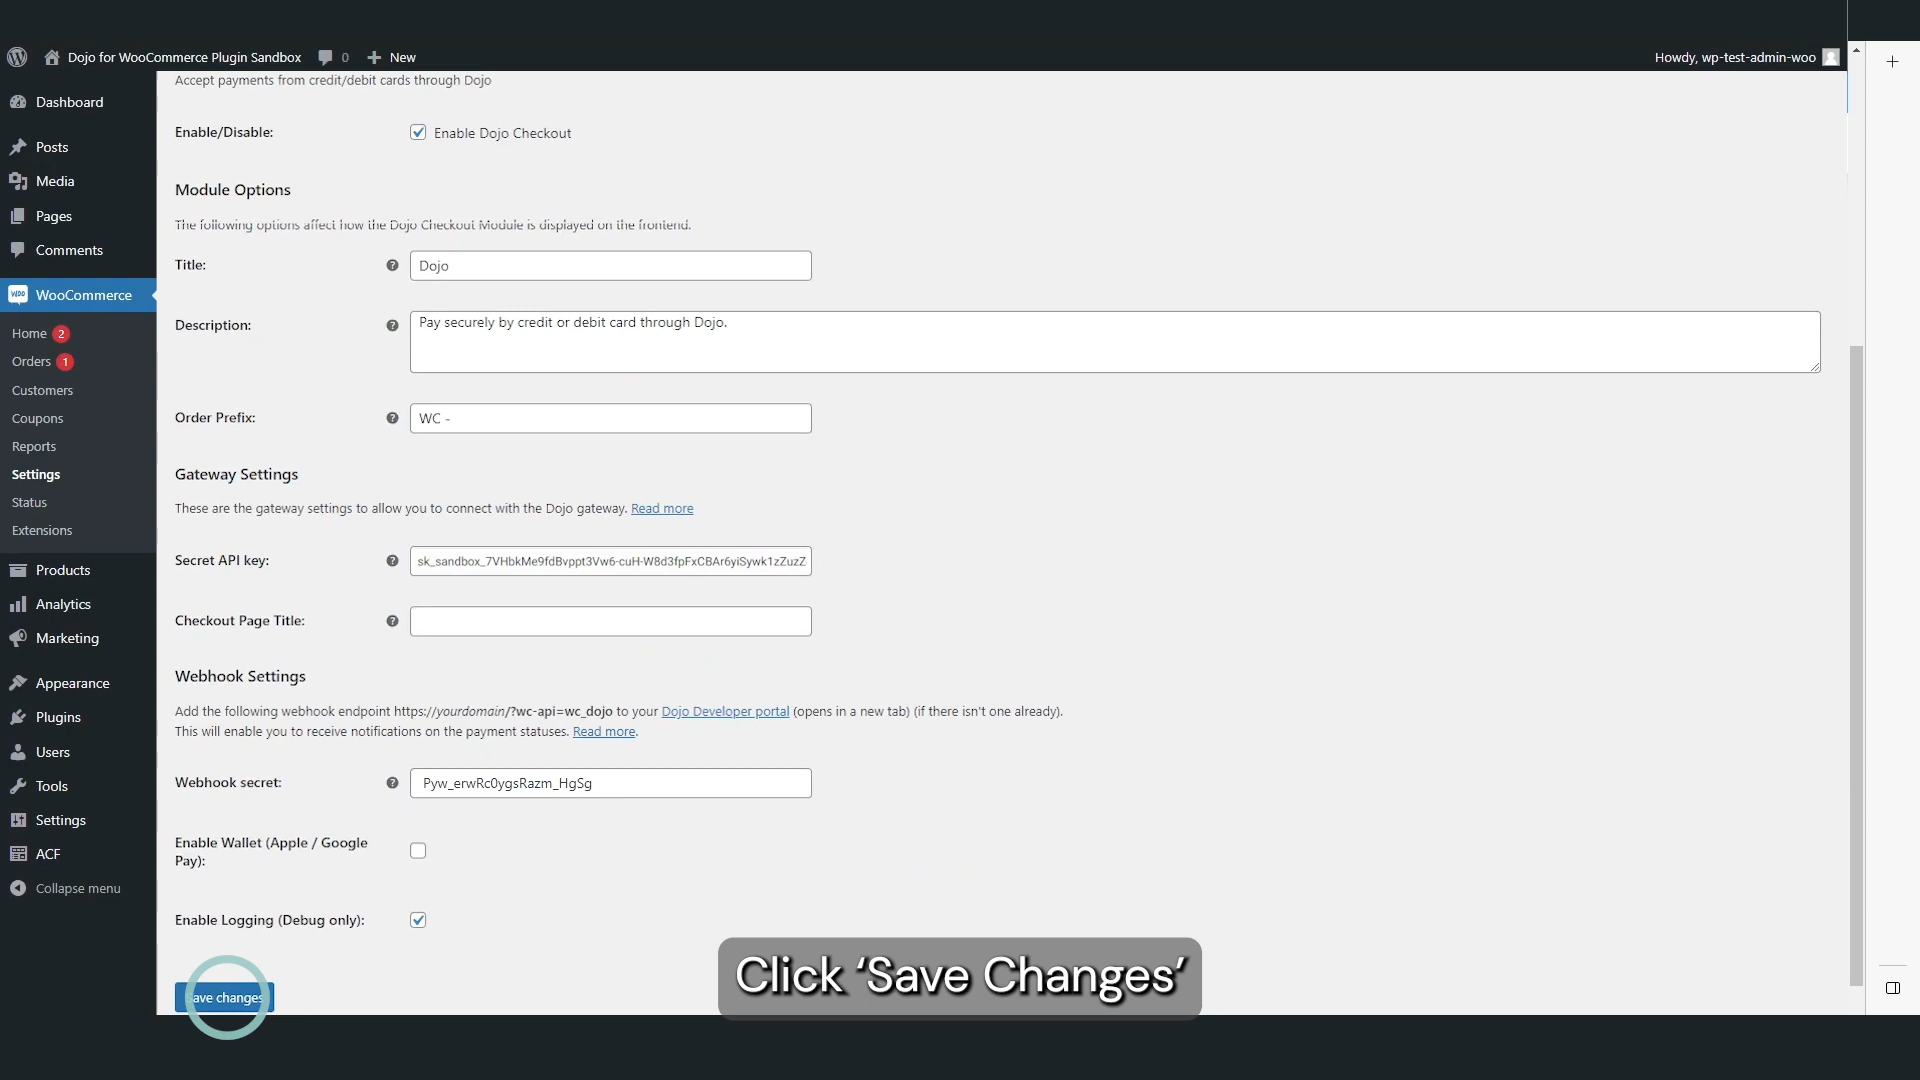 Dojo for WooCommerce Plugin Sandbox
0
New
Howdy, wp-test-admin-woo
Dashboard
Posts
Media
Pages
Comments
woo
WooCommerce
Home 2
Orders 1
Customers
Coupons
Reports
Settings
Status
Extensions
Products
Analytics
Marketing
Appearance
Plugins
Users
Tools
Settings
ACF
Collapse menu
Accept payments from credit/debit cards through Dojo
Enable/Disable:
Enable Dojo Checkout
Module Options
The following options affect how the Dojo Checkout Module is displayed on the frontend.
Title:
Dojo
Description:
Pay securely by credit or debit card through Dojo.
Order Prefix:
WC -
Gateway Settings
These are the gateway settings to allow you to connect with the Dojo gateway. Read more
Secret API key:
sk_sandbox_7VHbkMe9fdBvppt3Vw6-cuH-W8d3fpFxCBAr6yiSywk1zZuzZ
Checkout Page Title:
Webhook Settings
Add the following webhook endpoint https://yourdomain/?wc-api=wc_dojo to your Dojo Developer portal (opens in a new tab) (if there isn't one already).
This will enable you to receive notifications on the payment statuses. Read more.
Webhook secret:
Pyw_erwRc0ygsRazm_HgSg
Enable Wallet (Apple / Google
Pay):
Enable Logging (Debug only):
Save changes
Click ‘Save Changes’